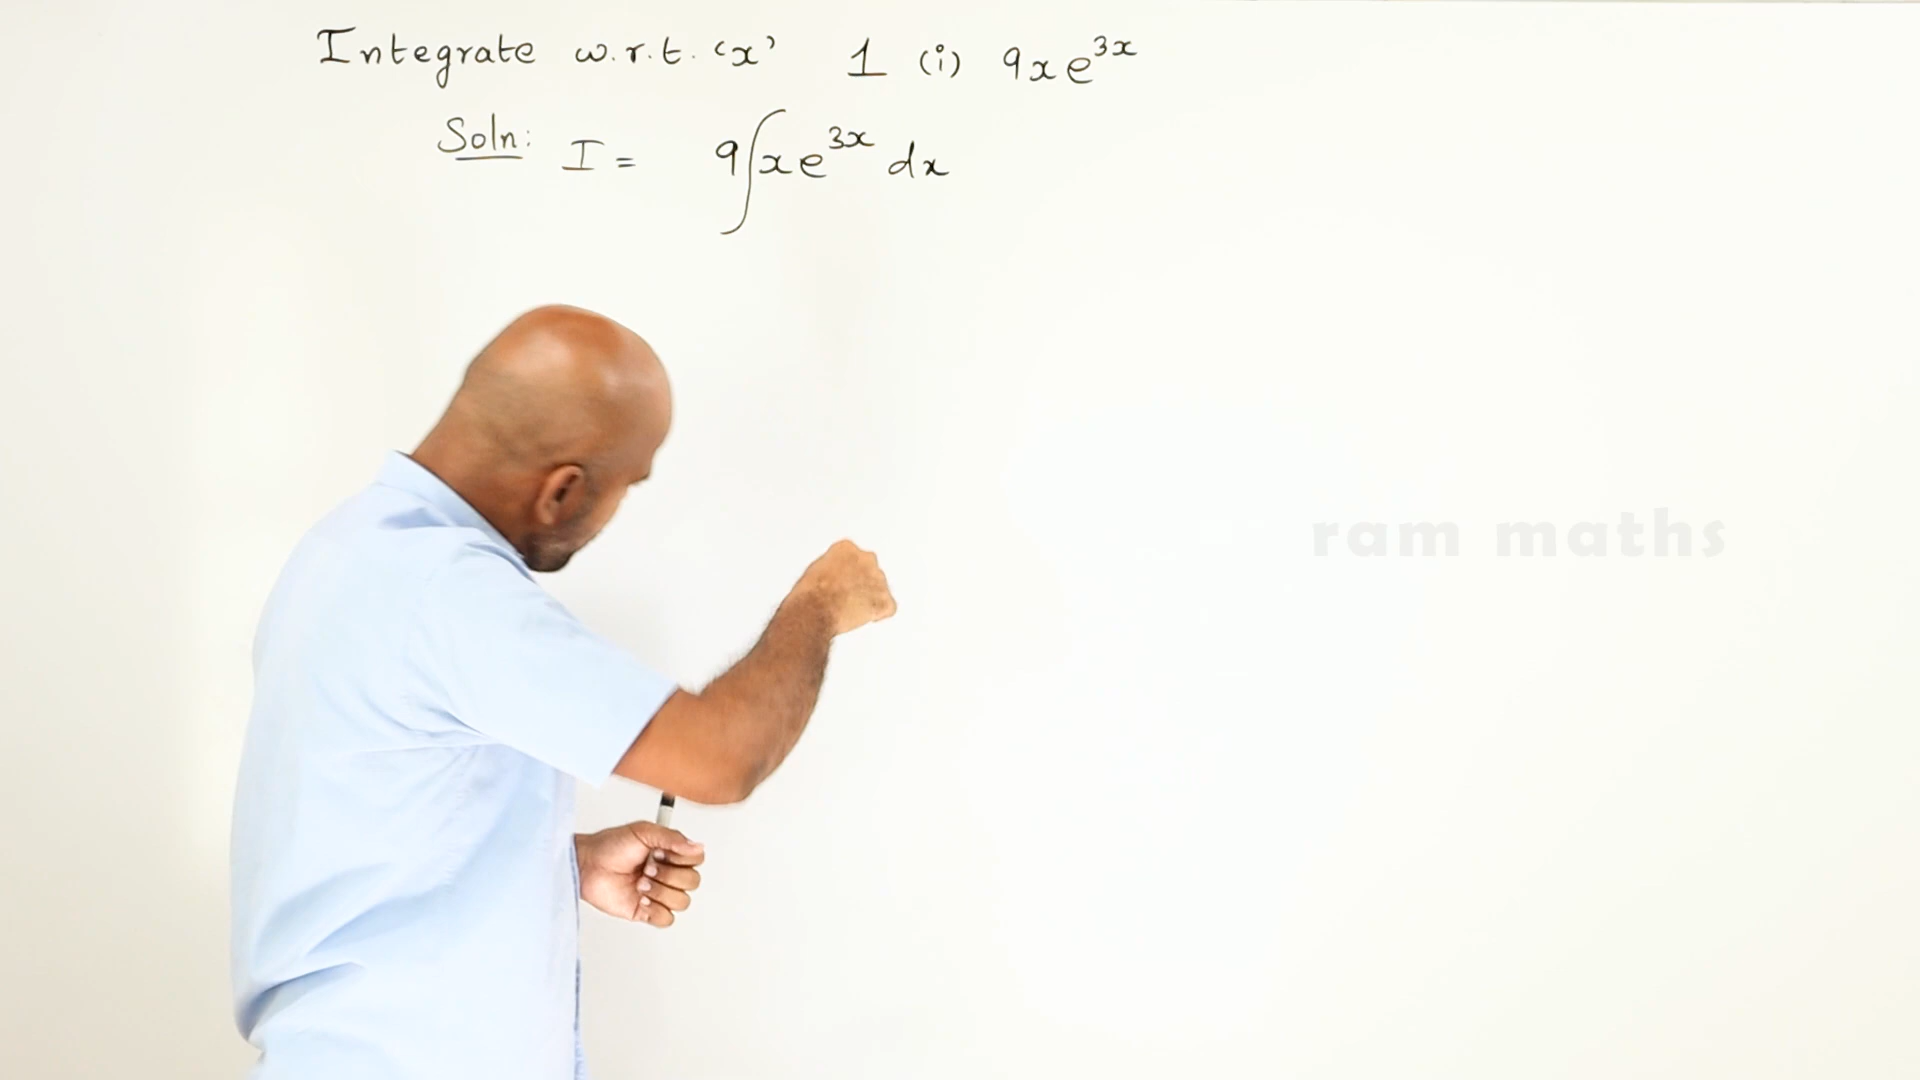 Integrate w.r.t. 'x' 1 (i) 9xe^{3x}
Soln: I = 9∫xe^{3x} dx
ram maths